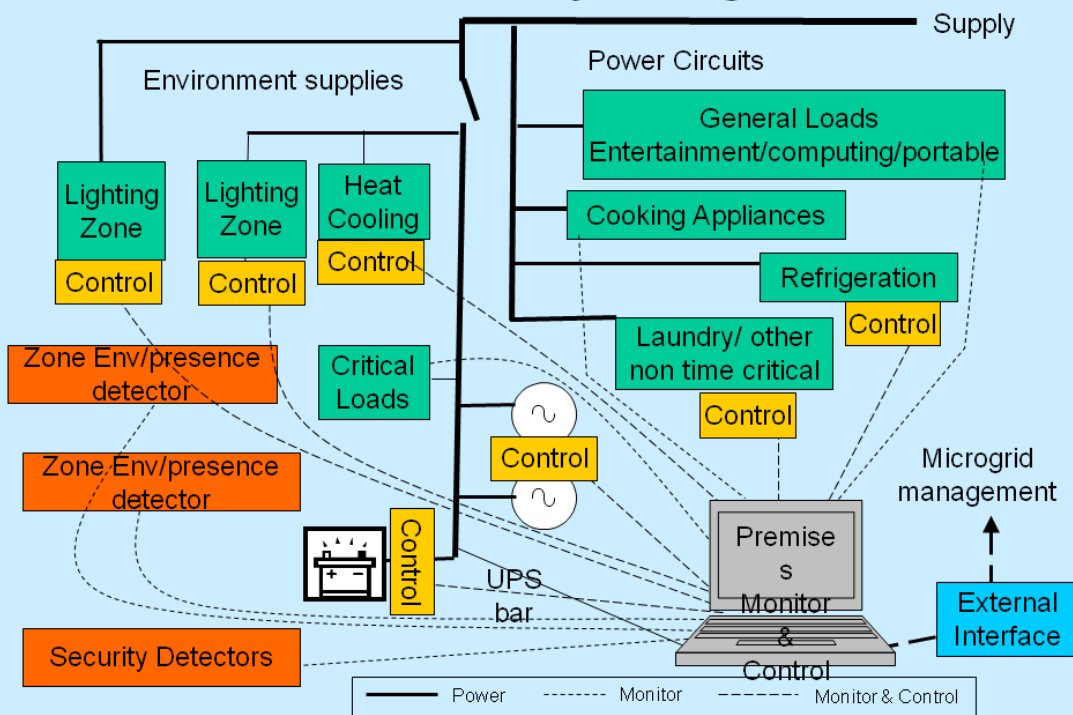 Supply
Environment supplies
Power Circuits
General Loads
Entertainment/computing/portable
Lighting
Zone
Control
Lighting
Zone
Control
Heat
Cooling
Control
Cooking Appliances
Refrigeration
Control
Laundry/ other
non time critical
Control
Zone Env/presence
detector
Critical
Loads
Control
Zone Env/presence
detector
Control
UPS
bar
Microgrid
management
Premise
s
Monitor
&
Control
External
Interface
Security Detectors
Power
Monitor
Monitor & Control